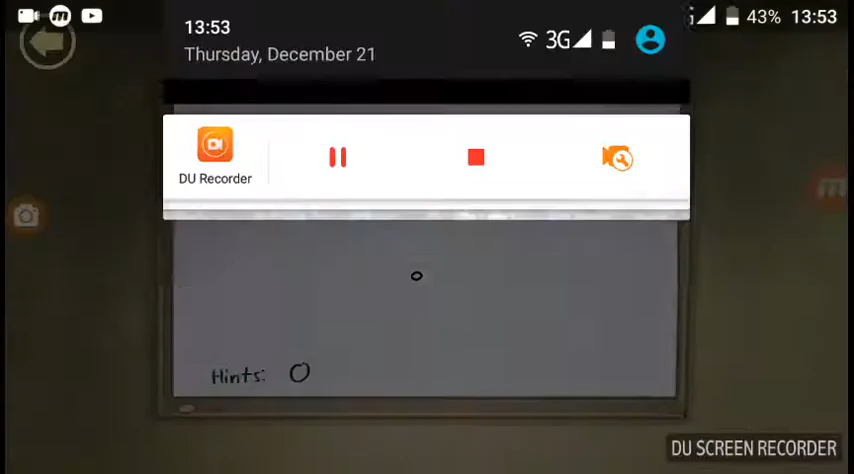 43% 13:53
13:53
Thursday, December 21
3G
DU Recorder
Hints: 0
DU SCREEN RECORDER